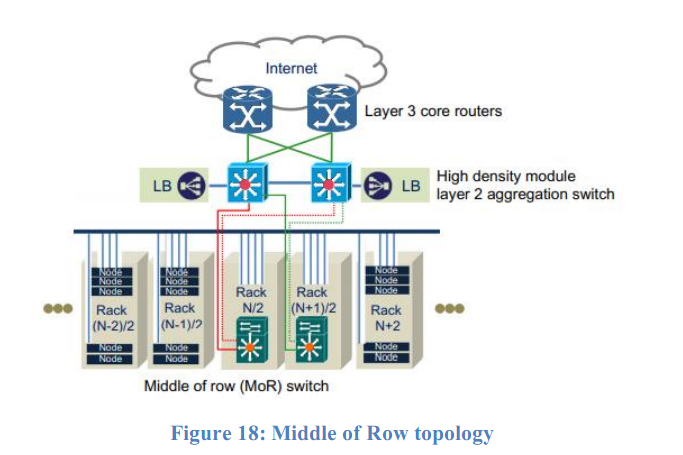 Internet
Layer 3 core routers
LB
LB
High density module
layer 2 aggregation switch
Node
Node
Node
Rack
(N-2)/2
Node
Node
Node
Node
Node
Rack
(N-1)/2
Node
Node
Rack
N/2
Rack
(N+1)/2
Node
Node
Node
Rack
N+2
Node
Node
Middle of row (MoR) switch
Figure 18: Middle of Row topology